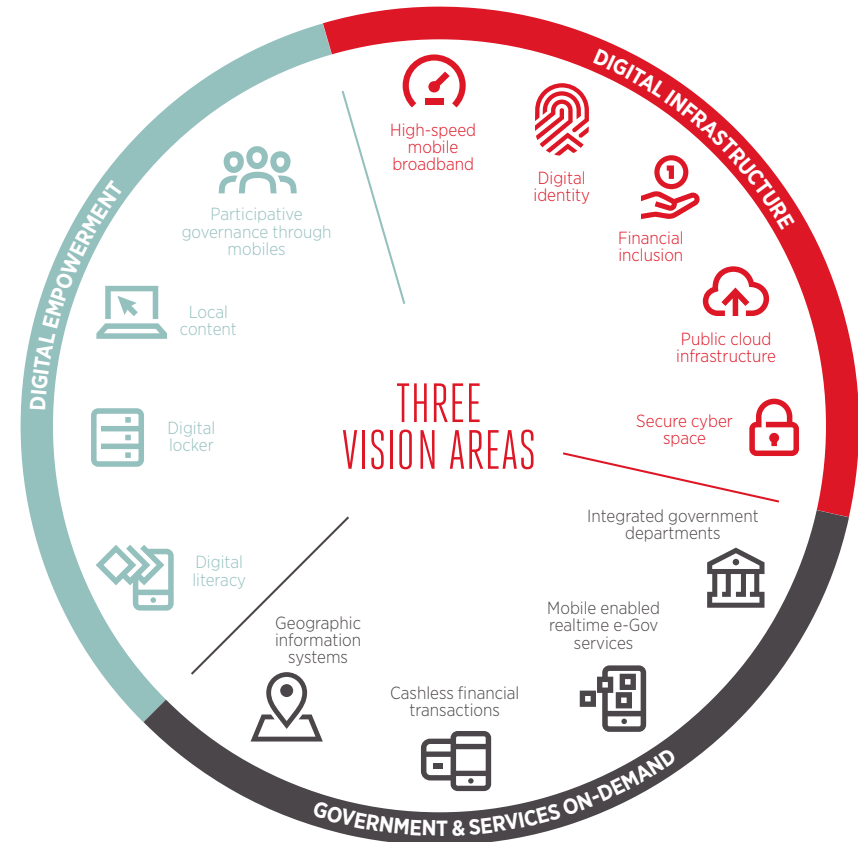 THREE
VISION AREAS
DIGITAL INFRASTRUCTURE
High-speed
mobile
broadband
Digital
identity
Financial
inclusion
Public cloud
infrastructure
Secure cyber
space
GOVERNMENT & SERVICES ON-DEMAND
Integrated government
departments
Mobile enabled
realtime e-Gov
services
Cashless financial
transactions
Geographic
information
systems
DIGITAL EMPOWERMENT
Participative
governance through
mobiles
Local
content
Digital
locker
Digital
literacy
1